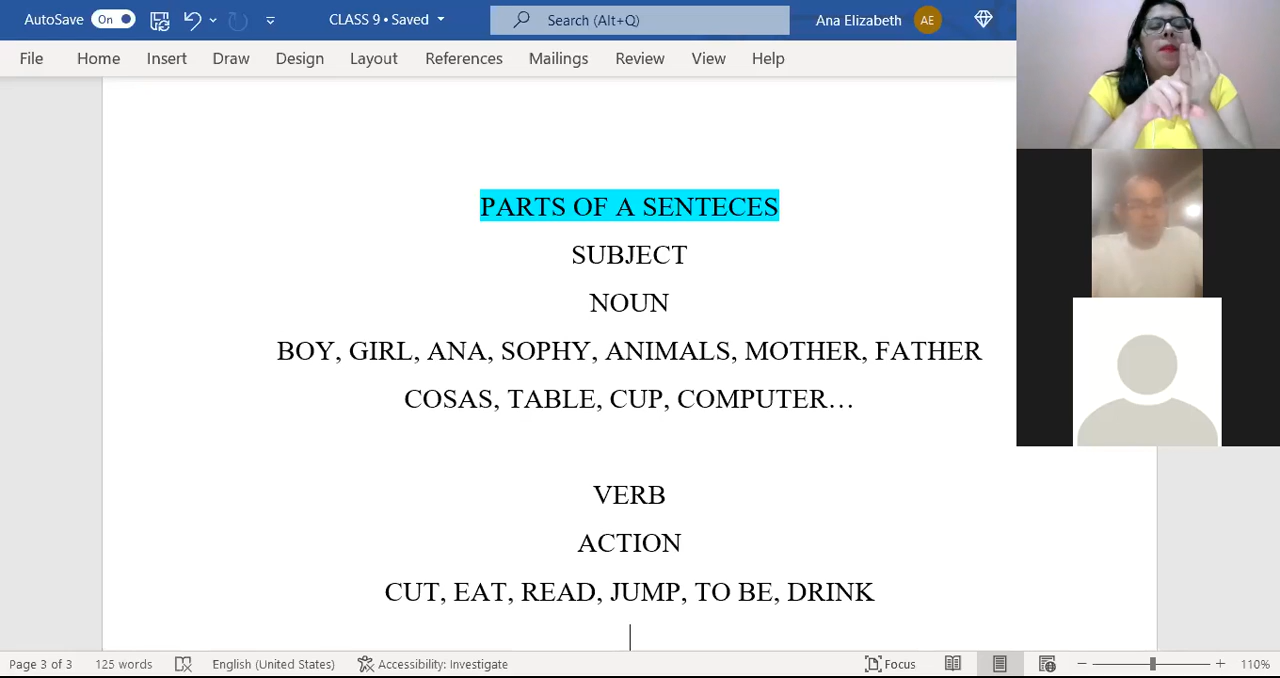 AutoSave On CLASS 9 • Saved Search (Alt+Q) Ana Elizabeth AE
File Home Insert Draw Design Layout References Mailings Review View Help
PARTS OF A SENTECES
SUBJECT
NOUN
BOY, GIRL, ANA, SOPHY, ANIMALS, MOTHER, FATHER
COSAS, TABLE, CUP, COMPUTER…
VERB
ACTION
CUT, EAT, READ, JUMP, TO BE, DRINK
Page 3 of 3 125 words English (United States) Accessibility: Investigate Focus 110%